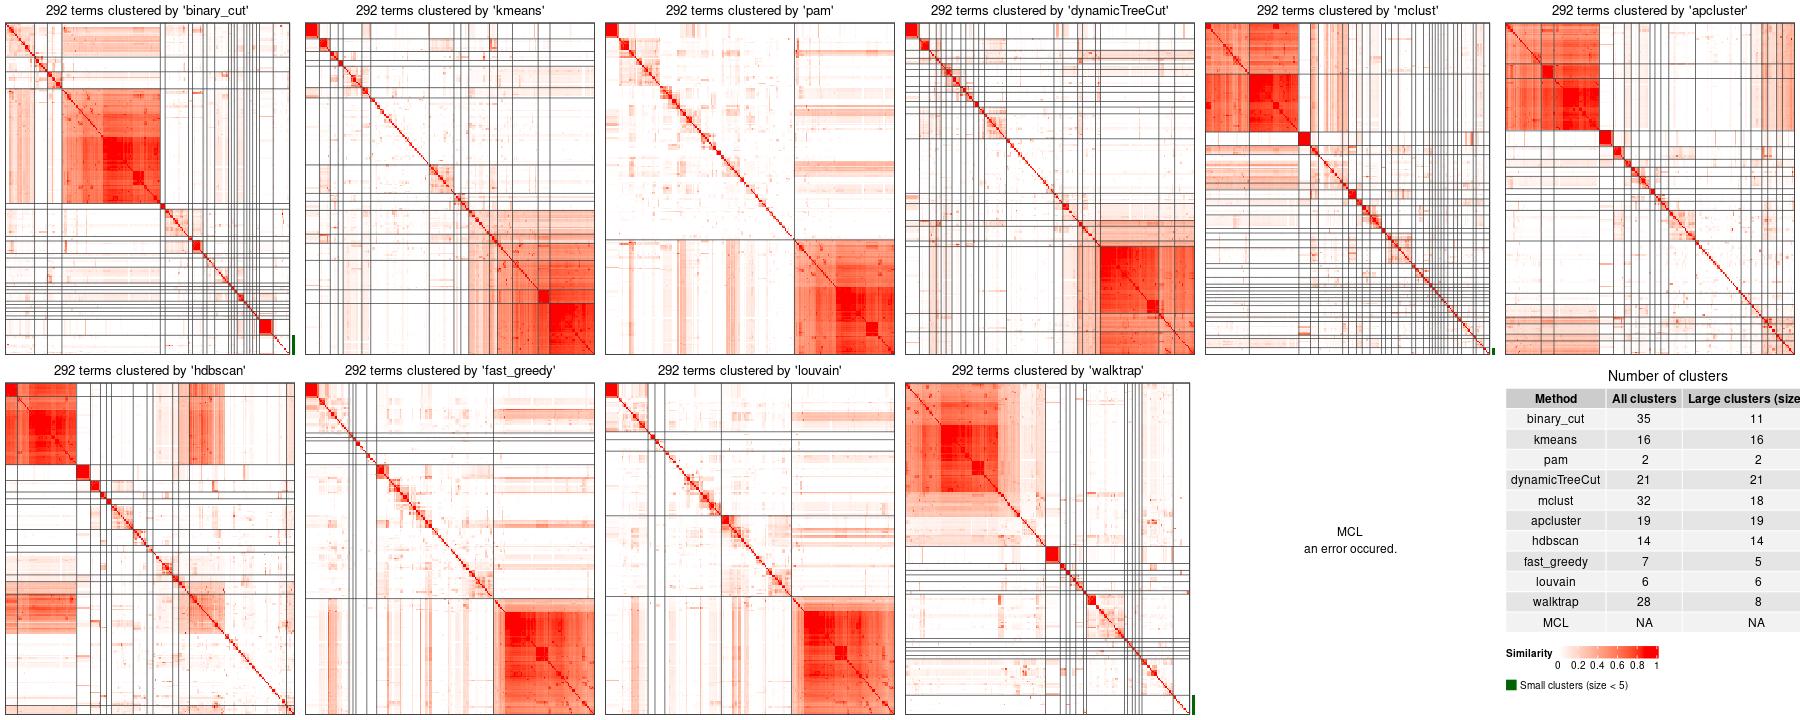 292 terms clustered by 'binary_cut'
292 terms clustered by 'kmeans'
292 terms clustered by 'pam'
292 terms clustered by 'dynamicTreeCut'
292 terms clustered by 'mclust'
292 terms clustered by 'apcluster'
292 terms clustered by 'hdbscan'
292 terms clustered by 'fast_greedy'
292 terms clustered by 'louvain'
292 terms clustered by 'walktrap'
MCL
an error occured.
Number of clusters
Method All clusters Large clusters (size
binary_cut 35 11
kmeans 16 16
pam 2 2
dynamicTreeCut 21 21
mclust 32 18
apcluster 19 19
hdbscan 14 14
fast_greedy 7 5
louvain 6 6
walktrap 28 8
MCL NA NA
Similarity
0 0.2 0.4 0.6 0.8 1
Small clusters (size < 5)